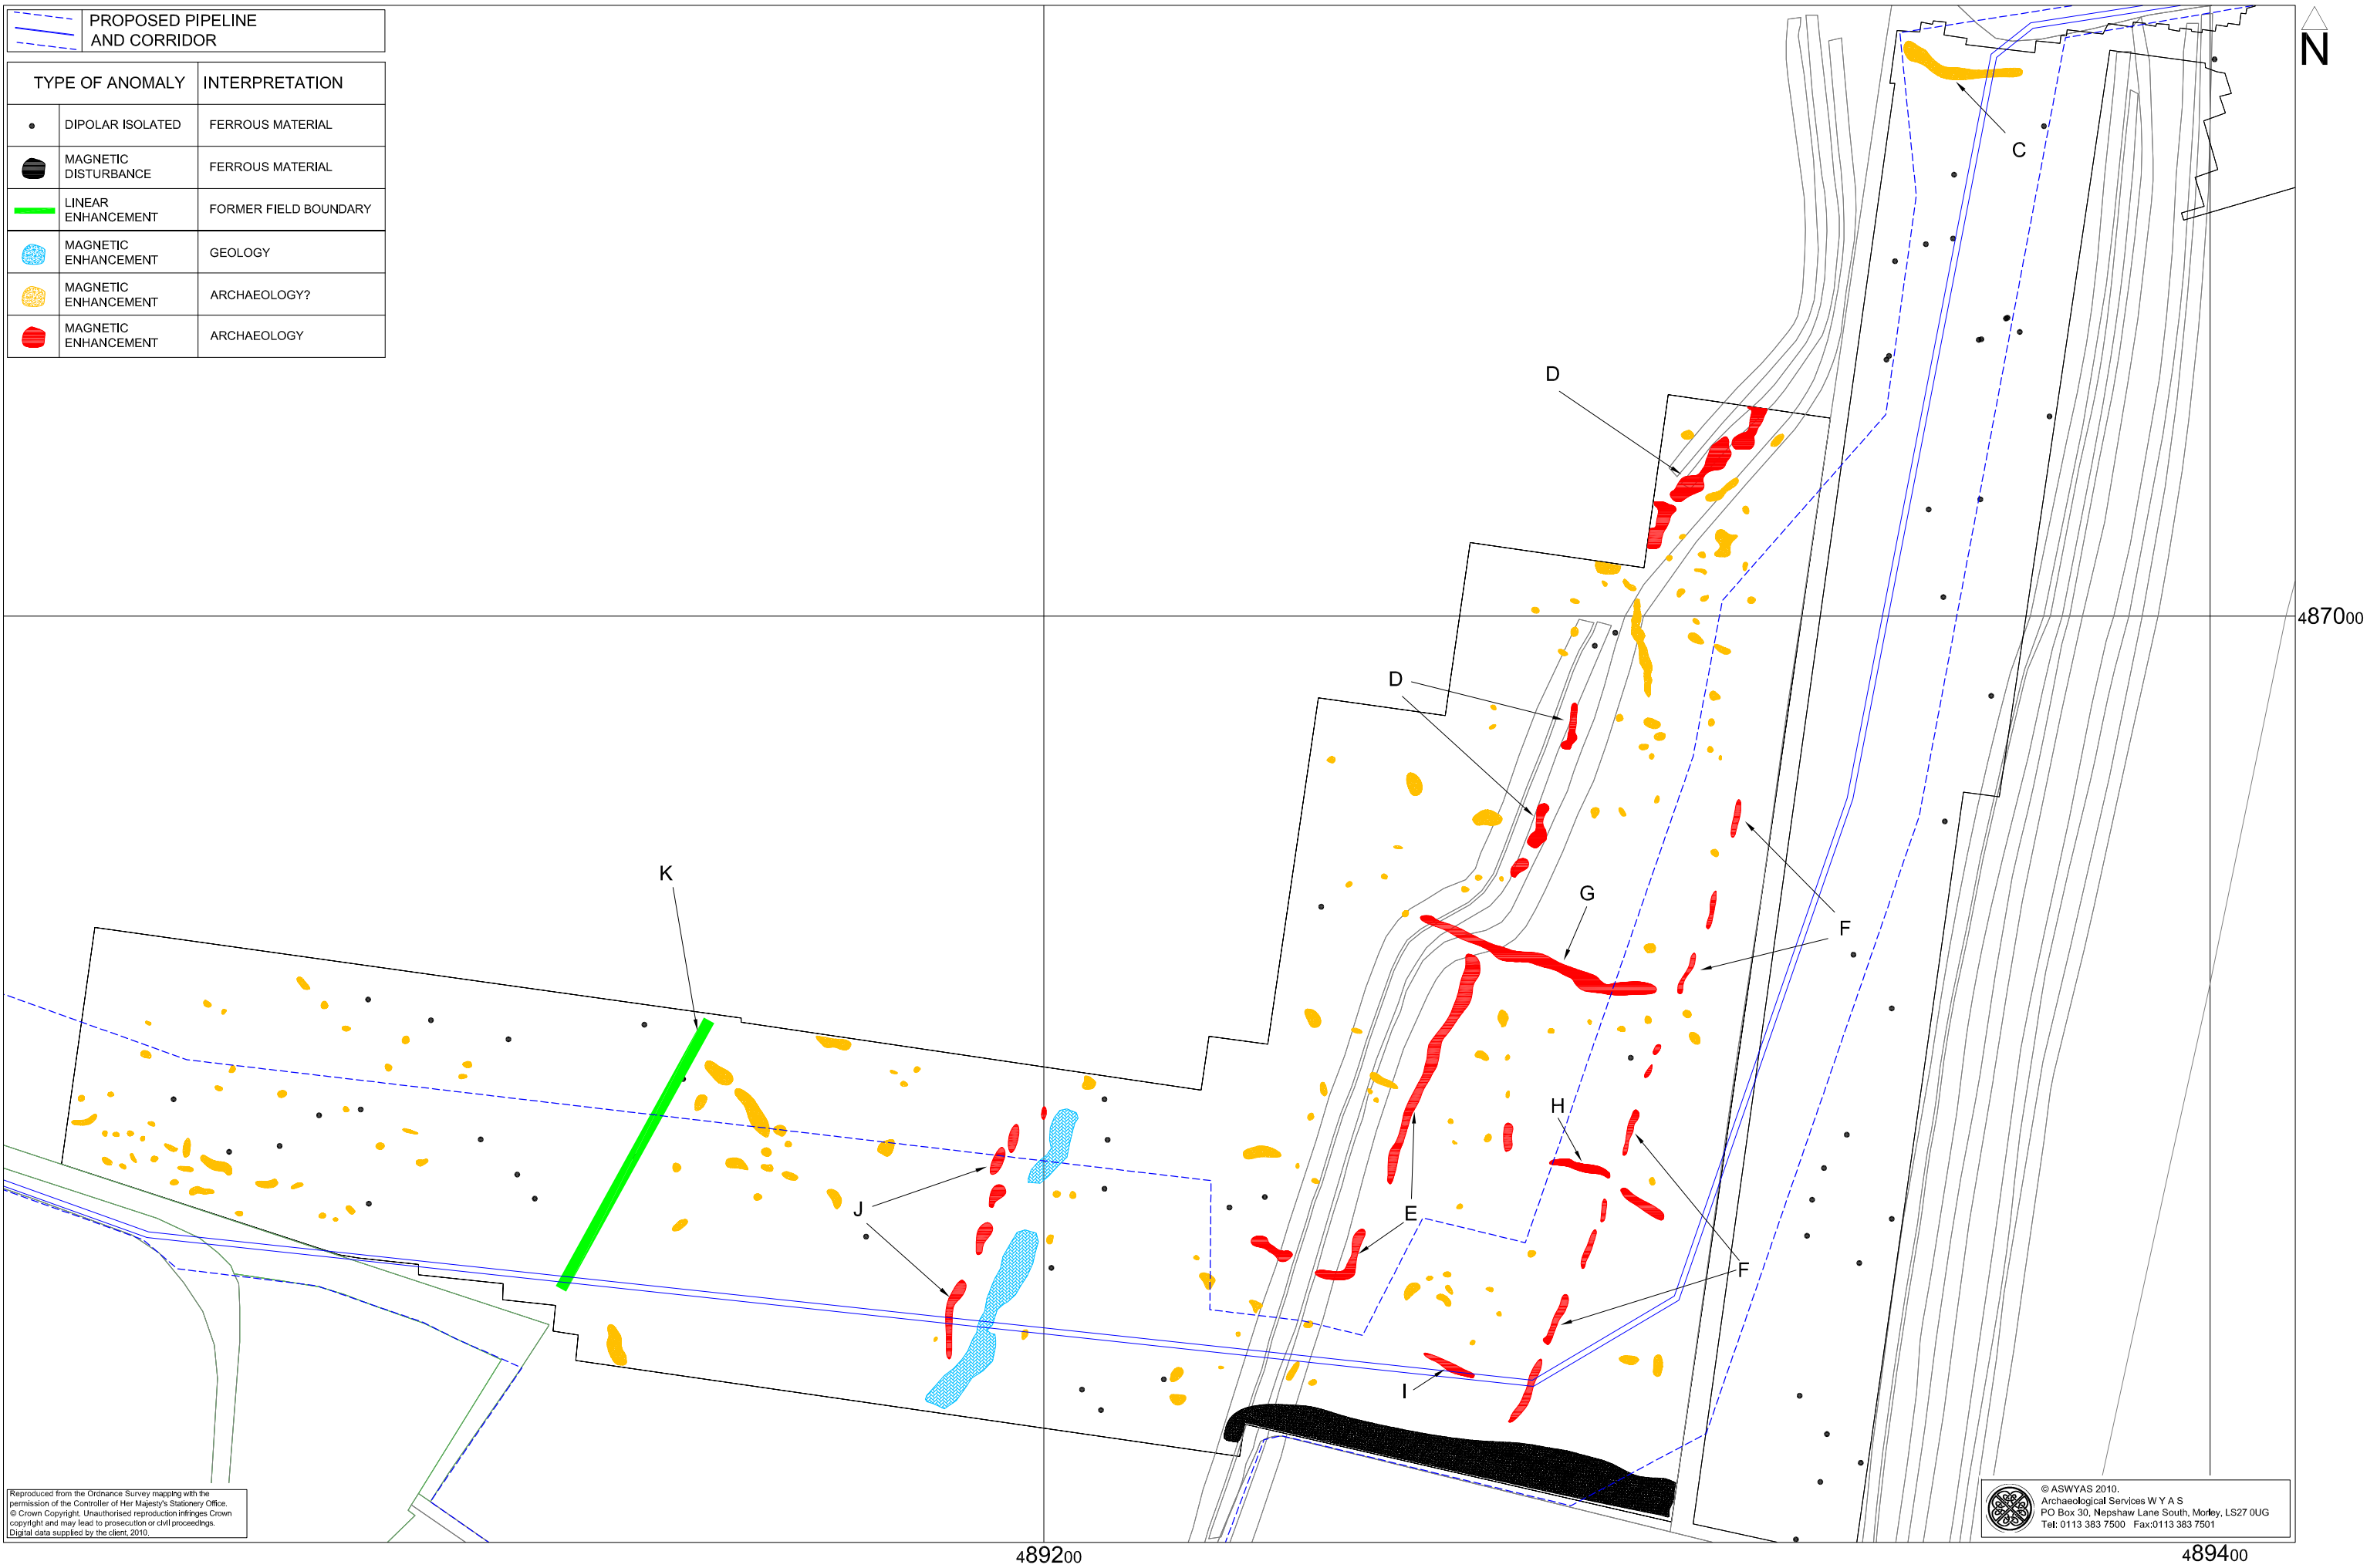 PROPOSED PIPELINE
AND CORRIDOR
TYPE OF ANOMALY INTERPRETATION
DIPOLAR ISOLATED FERROUS MATERIAL
MAGNETIC
DISTURBANCE
FERROUS MATERIAL
LINEAR
ENHANCEMENT
FORMER FIELD BOUNDARY
MAGNETIC
ENHANCEMENT
GEOLOGY
MAGNETIC
ENHANCEMENT
ARCHAEOLOGY?
MAGNETIC
ENHANCEMENT
ARCHAEOLOGY
N
C
D
487000
D
K
G
F
H
J
E
F
I
Reproduced from the Ordnance Survey mapping with the
permission of the Controller of Her Majesty's Stationery Office.
© Crown Copyright. Unauthorised reproduction infringes Crown
copyright and may lead to prosecution or civil proceedings.
Digital data supplied by the client, 2010.
© ASWYAS 2010.
Archaeological Services W Y A S
PO Box 30, Nepshaw Lane South, Morley, LS27 0UG
Tel: 0113 383 7500 Fax:0113 383 7501
489200
489400